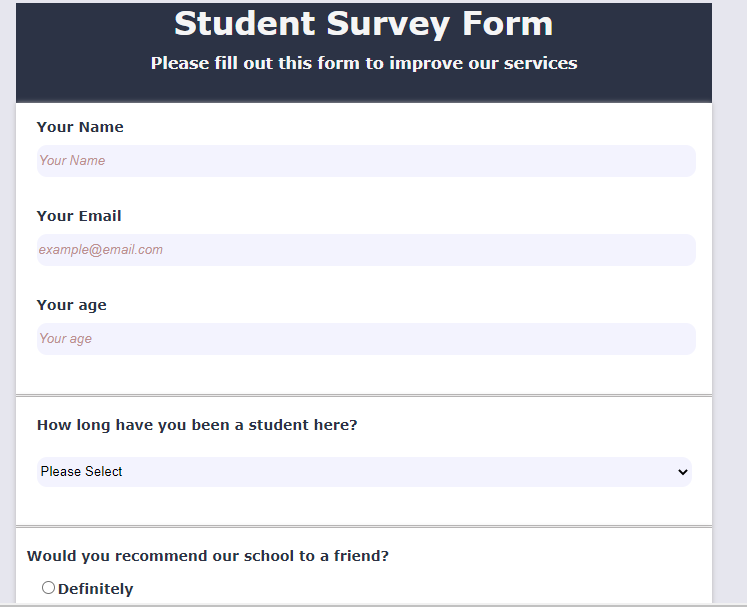 Student Survey Form
Please fill out this form to improve our services
Your Name
Your Name
Your Email
example@email.com
Your age
Your age
How long have you been a student here?
Please Select
Would you recommend our school to a friend?
Definitely